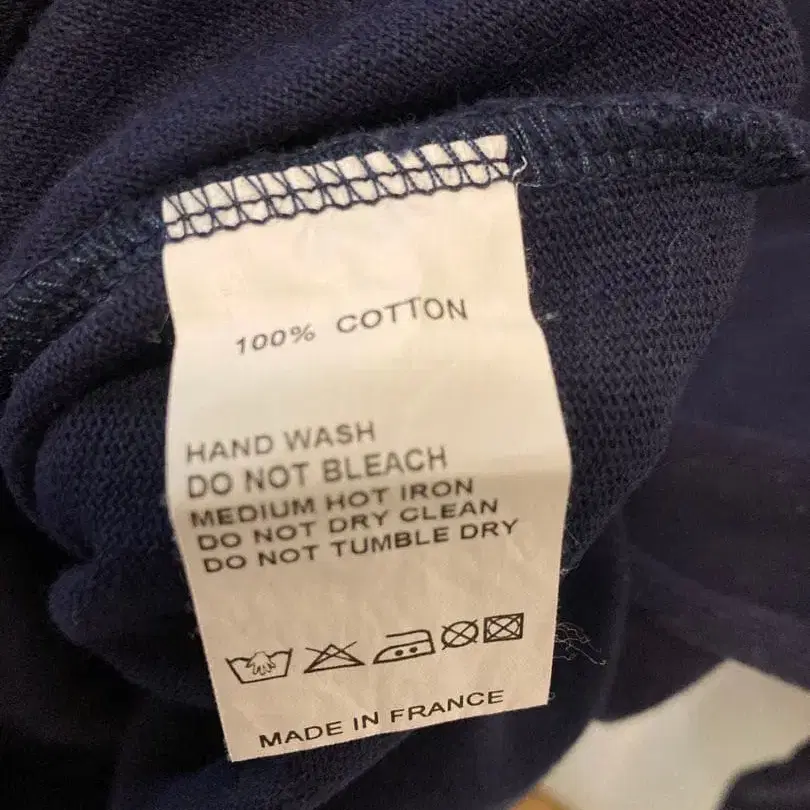 100% COTTON
HAND WASH
DO NOT BLEACH
MEDIUM HOT IRON
DO NOT DRY CLEAN
DO NOT TUMBLE DRY
MADE IN FRANCE